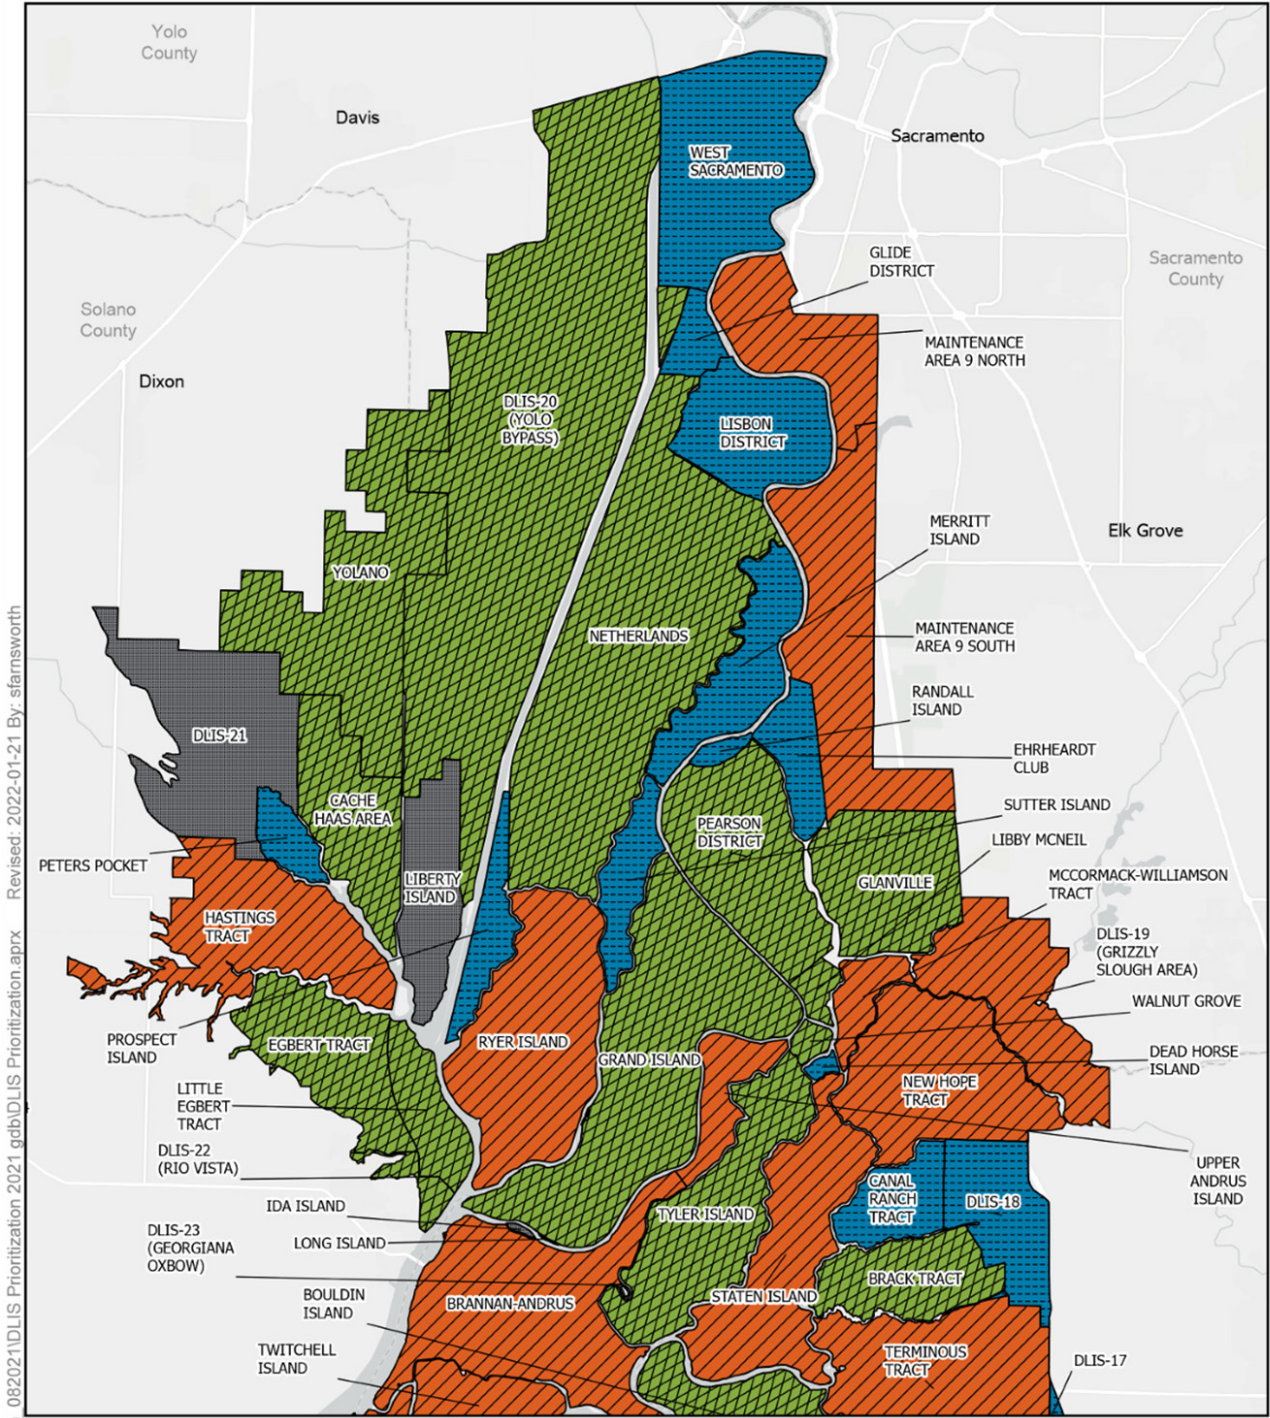 Yolo
County
Davis
Sacramento
WEST
SACRAMENTO
GLIDE
DISTRICT
Sacramento
County
Solano
County
MAINTENANCE
AREA 9 NORTH
Dixon
DLIS-20
(YOLO
BYPASS)
LISBON
DISTRICT
MERRITT
ISLAND
Elk Grove
YOLANO
NETHERLANDS
MAINTENANCE
AREA 9 SOUTH
RANDALL
ISLAND
DLIS-21
EHRHEARDT
CLUB
CACHE
HAAS AREA
SUTTER ISLAND
PEARSON
DISTRICT
LIBBY MCNEIL
PETERS POCKET
LIBERTY
ISLAND
GLANVILLE
MCCORMACK-WILLIAMSON
TRACT
HASTINGS
TRACT
DLIS-19
(GRIZZLY
SLOUGH AREA)
WALNUT GROVE
PROSPECT
ISLAND
EGBERT TRACT
RYER ISLAND
GRAND ISLAND
DEAD HORSE
ISLAND
NEW HOPE
TRACT
LITTLE
EGBERT
TRACT
DLIS-22
(RIO VISTA)
UPPER
ANDRUS
ISLAND
CANAL
RANCH
TRACT
DLIS-18
IDA ISLAND
TYLER ISLAND
LONG ISLAND
DLIS-23
(GEORGIANA
OXBOW)
BRACK TRACT
BOULDIN
ISLAND
BRANNAN-ANDRUS
STATEN ISLAND
TWITCHELL
ISLAND
TERMINOUS
TRACT
DLIS-17
082021\DLIS Prioritization 2021 gdb\DLIS Prioritization.aprx Revised: 2022-01-21 By: sfarnsworth